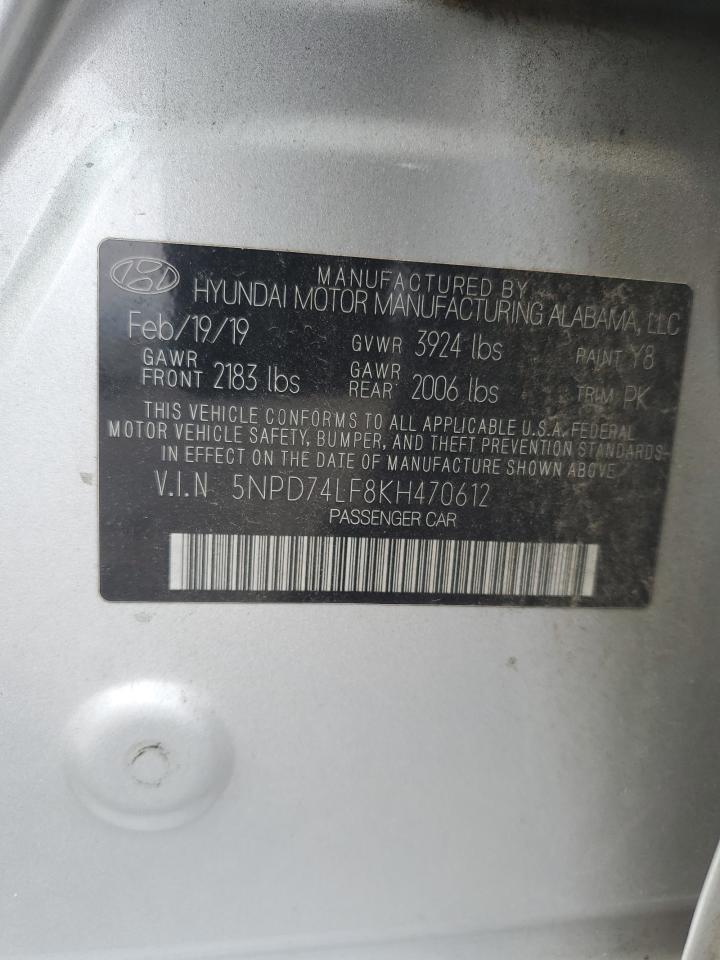 MANUFACTURED BY
HYUNDAI MOTOR MANUFACTURING ALABAMA, LLC
Feb/19/19 GVWR 3924 lbs PAINT Y8
GAWR FRONT 2183 lbs GAWR REAR 2006 lbs TRIM PK
THIS VEHICLE CONFORMS TO ALL APPLICABLE U.S.A. FEDERAL
MOTOR VEHICLE SAFETY, BUMPER, AND THEFT PREVENTION STANDARDS
IN EFFECT ON THE DATE OF MANUFACTURE SHOWN ABOVE
V.I.N 5NPD74LF8KH470612
PASSENGER CAR